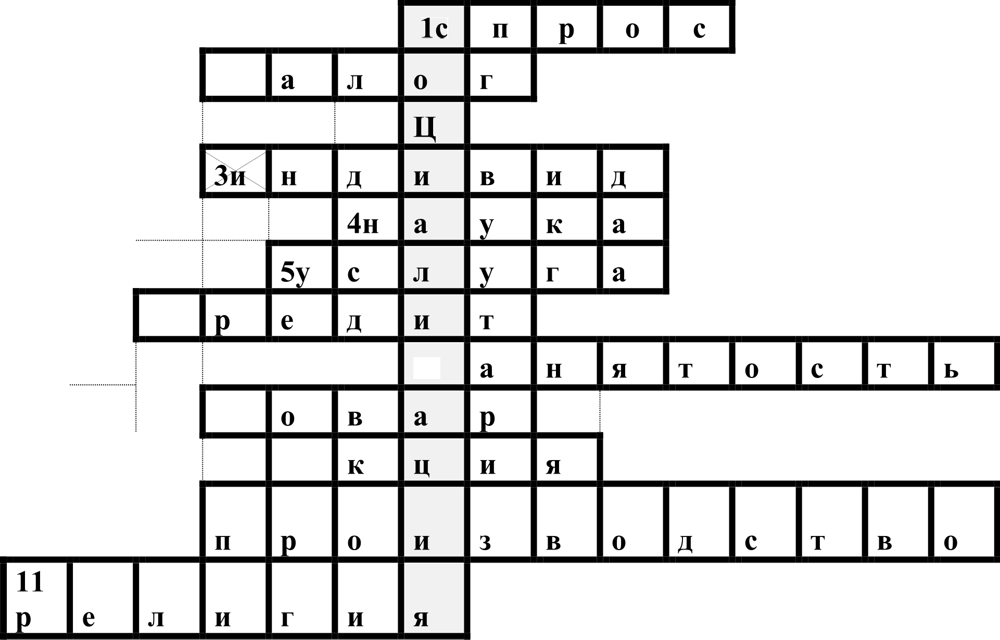 1с п р о с
а л о г
Ц
3и н д и в и д
4н а у к а
5у с л у г а
р е д и т
а н я т о с т ь
о в а р
к ц и я
п р о и з в о д с т в о
11
р е л и г и я